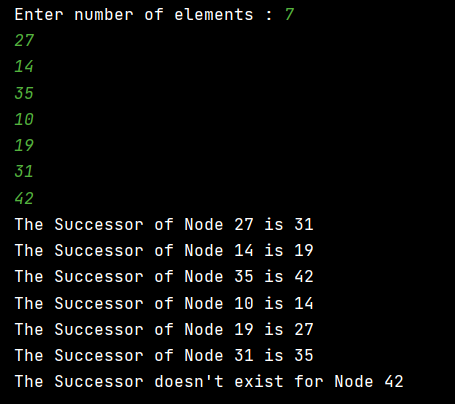 Enter number of elements : 7
27
14
35
10
19
31
42
The Successor of Node 27 is 31
The Successor of Node 14 is 19
The Successor of Node 35 is 42
The Successor of Node 10 is 14
The Successor of Node 19 is 27
The Successor of Node 31 is 35
The Successor doesn't exist for Node 42